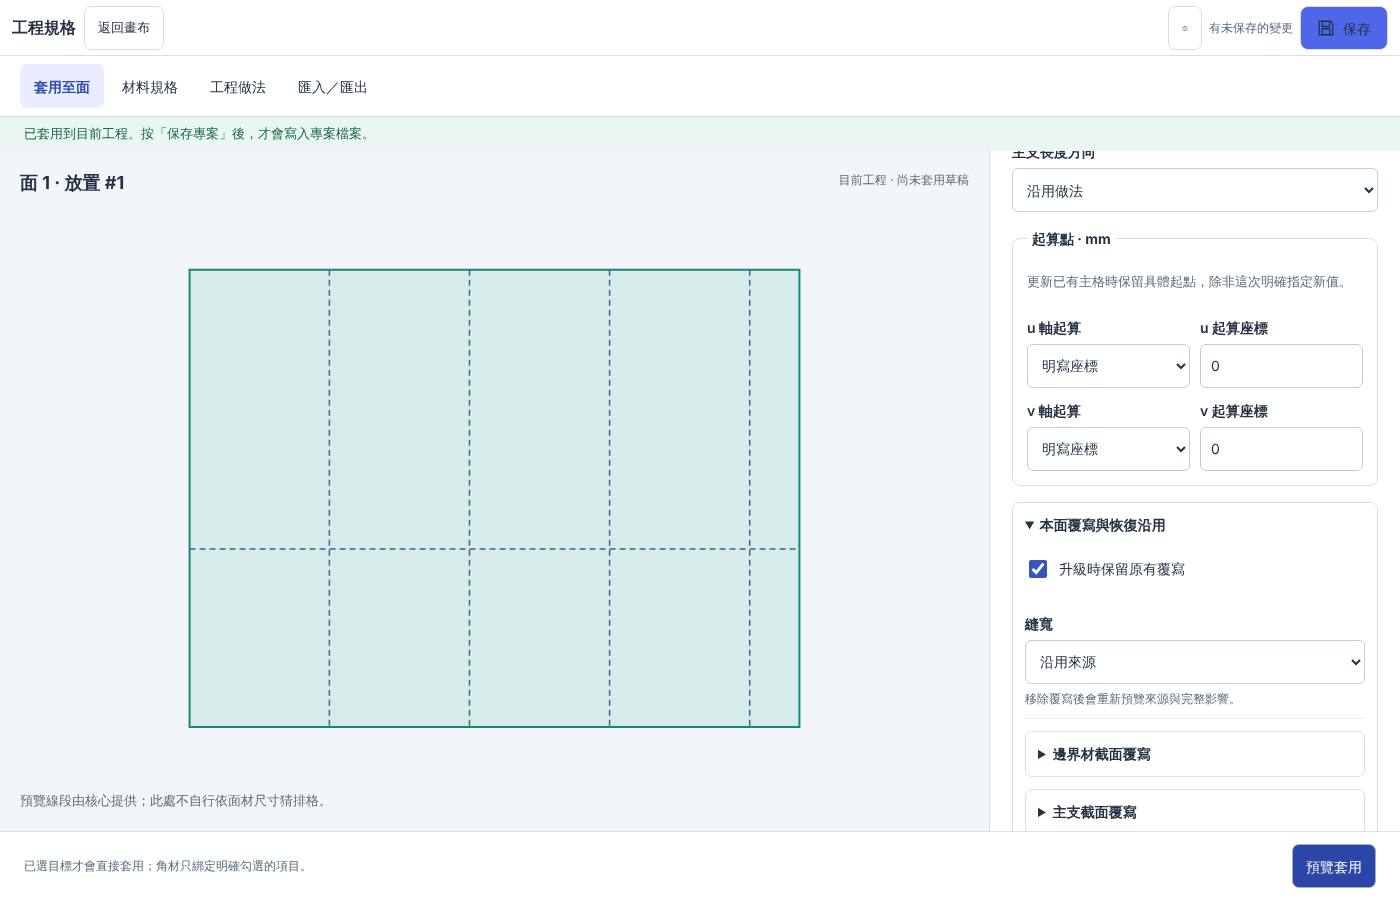 工程規格
返回畫布
有未保存的變更
保存
套用至面
材料規格
工程做法
匯入／匯出
已套用到目前工程。按「保存專案」後，才會寫入專案檔案。
面 1 · 放置 #1
目前工程 · 尚未套用草稿
預覽線段由核心提供；此處不自行依面材尺寸猜排格。
主支長度方向
沿用做法
起算點 · mm
更新已有主格時保留具體起點，除非這次明確指定新值。
u 軸起算
u 起算座標
明寫座標
0
v 軸起算
v 起算座標
明寫座標
0
本面覆寫與恢復沿用
升級時保留原有覆寫
縫寬
沿用來源
移除覆寫後會重新預覽來源與完整影響。
邊界材截面覆寫
主支截面覆寫
已選目標才會直接套用；角材只綁定明確勾選的項目。
預覽套用